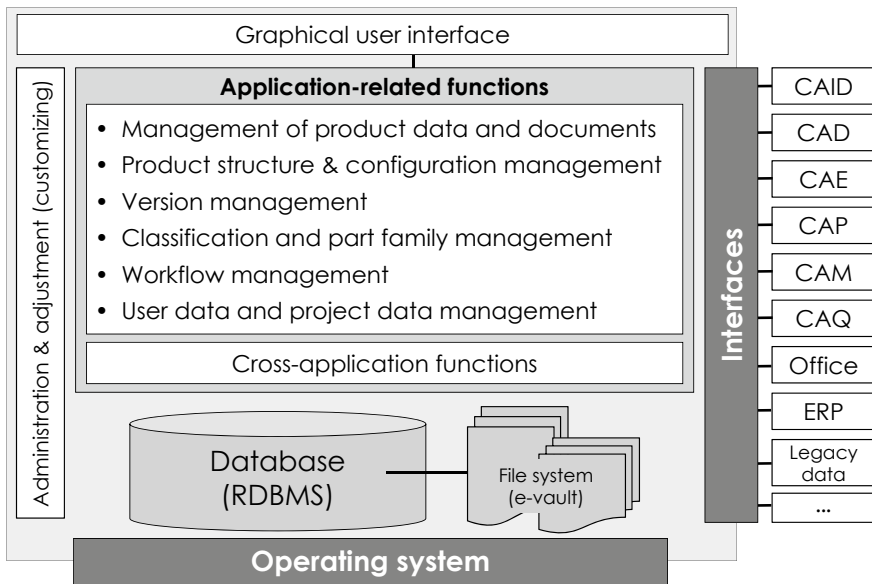 Graphical user interface
Administration & adjustment (customizing)
Application-related functions
• Management of product data and documents
• Product structure & configuration management
• Version management
• Classification and part family management
• Workflow management
• User data and project data management
Cross-application functions
Database
(RDBMS)
File system
(e-vault)
Operating system
Interfaces
CAID
CAD
CAE
CAP
CAM
CAQ
Office
ERP
Legacy
data
...